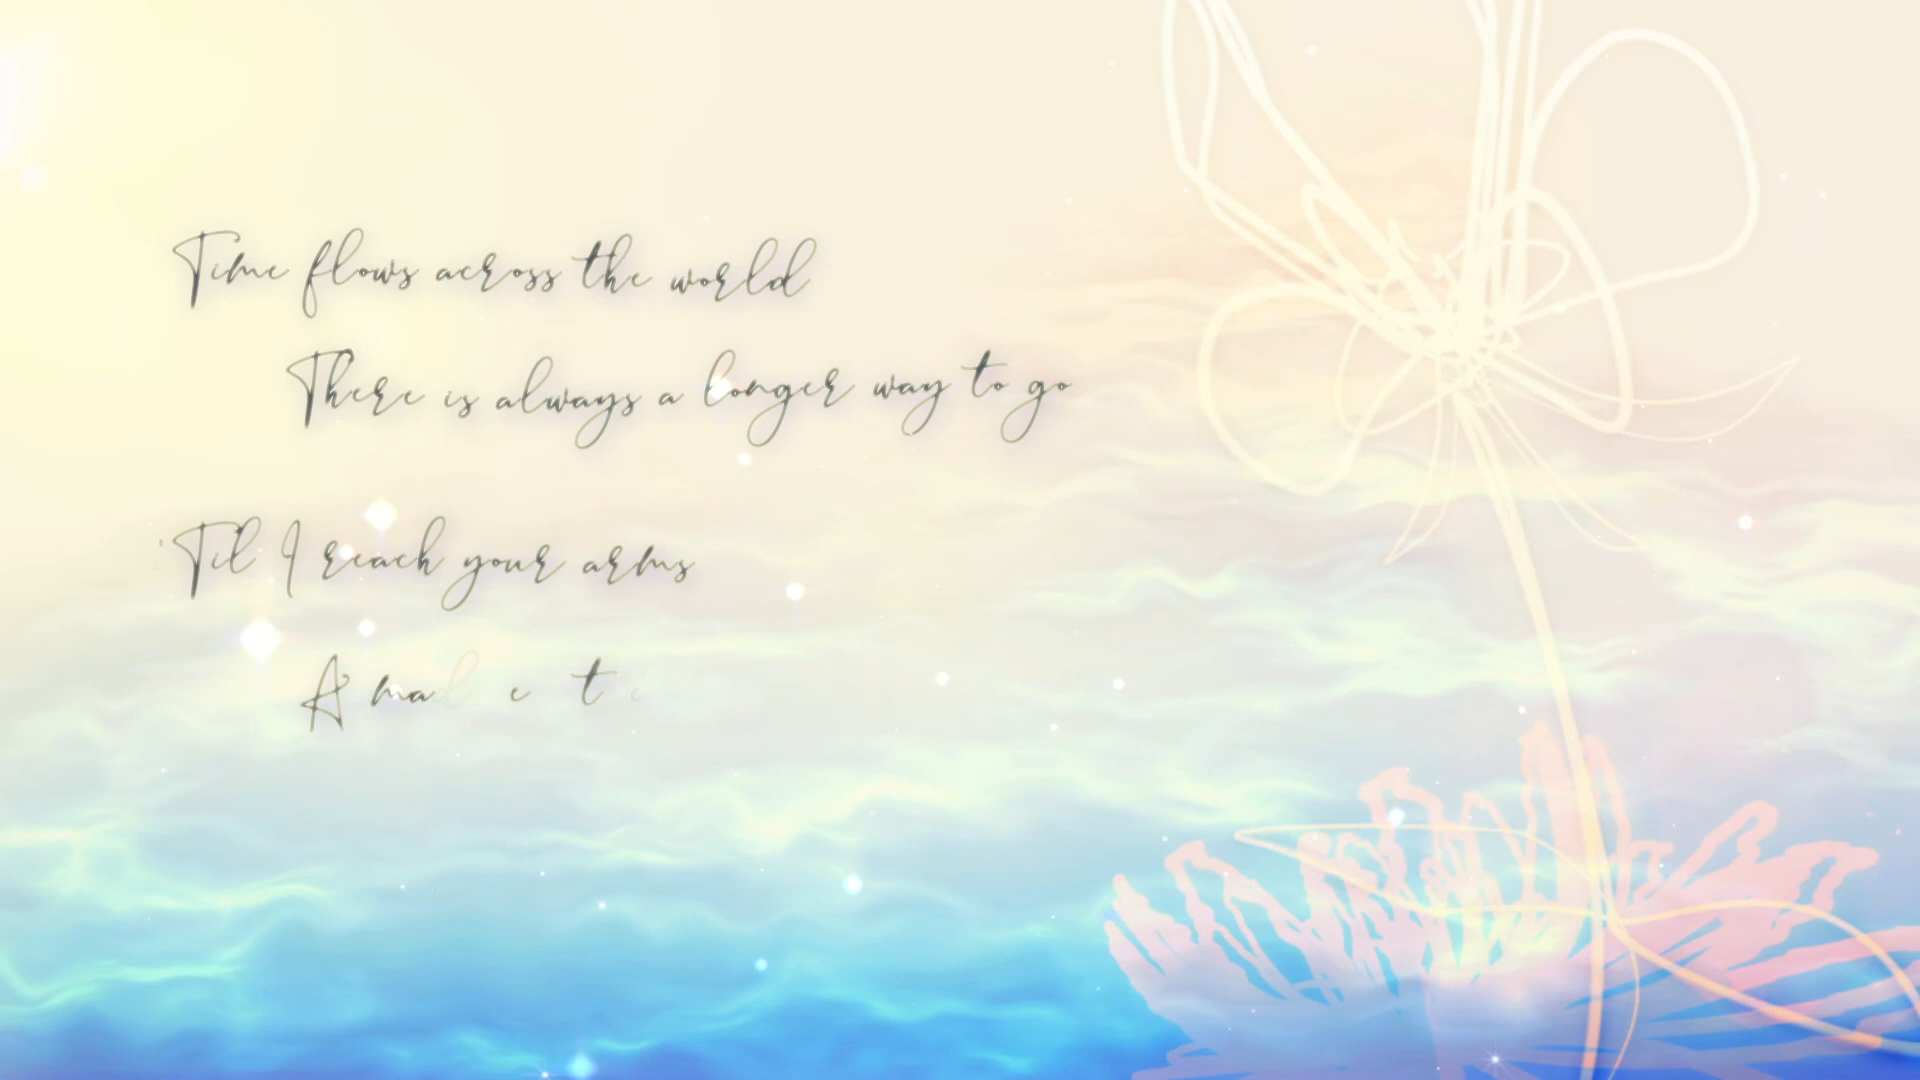 Time flows across the world
There is always a longer way to go
'Til I reach your arms
A